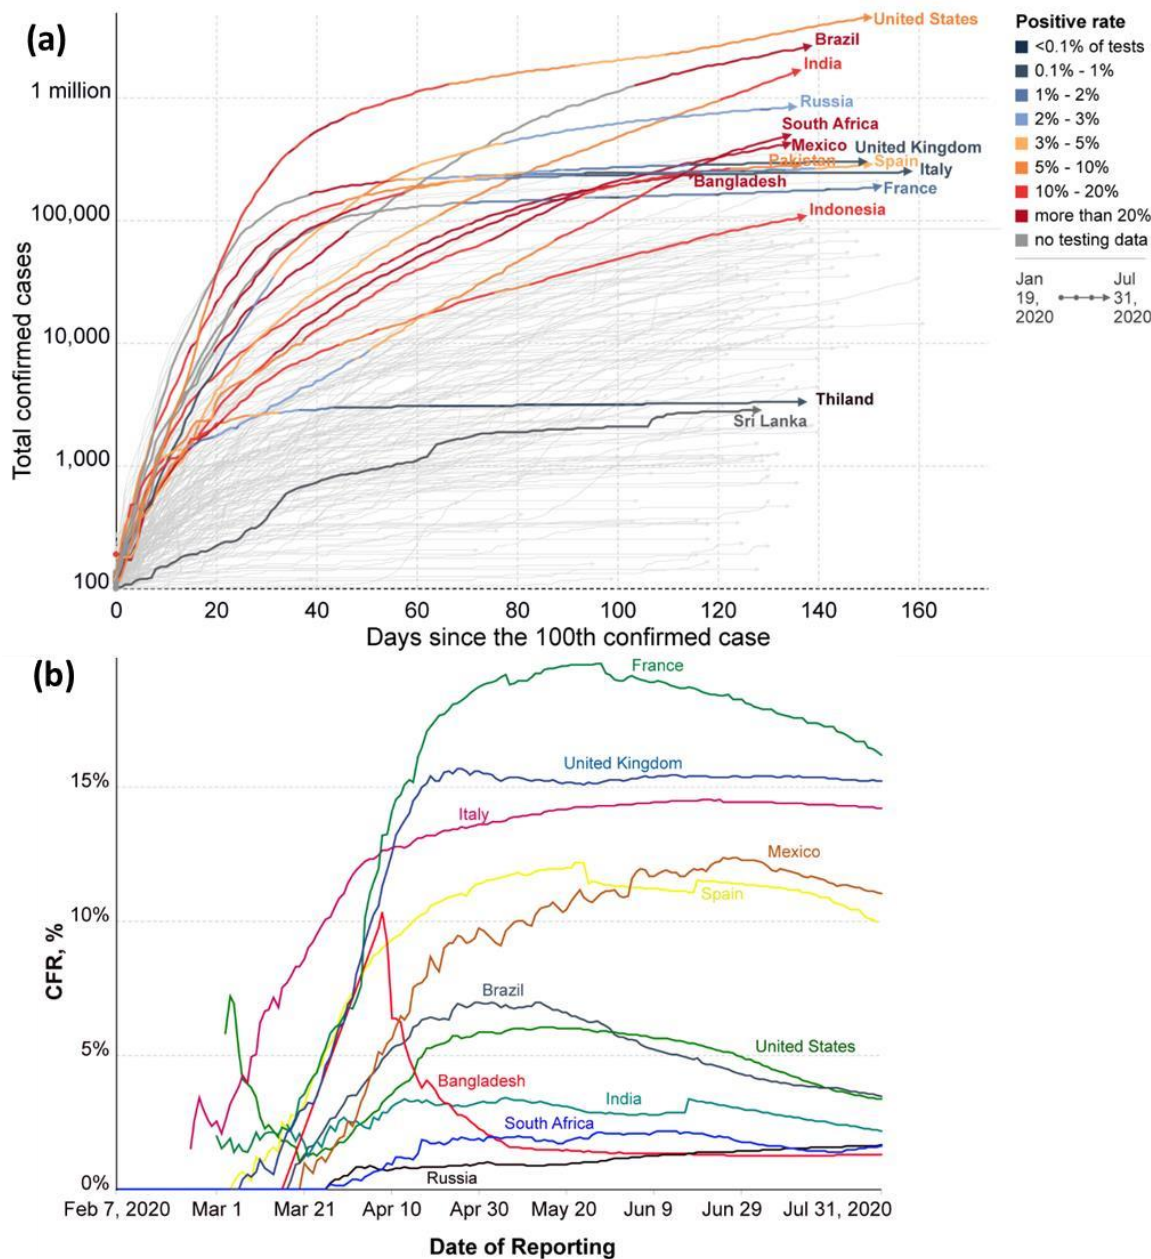 (a)
Total confirmed cases
1 million
100,000
10,000
1,000
100
0
20
40
60
80
100
120
140
160
Days since the 100th confirmed case
United States
Brazil
India
Russia
South Africa
Mexico
United Kingdom
Pakistan
Spain
Italy
Bangladesh
France
Indonesia
Thiland
Sri Lanka
Positive rate
<0.1% of tests
0.1% - 1%
1% - 2%
2% - 3%
3% - 5%
5% - 10%
10% - 20%
more than 20%
no testing data
Jan
19,
2020
Jul
31,
2020
(b)
CFR, %
15%
10%
5%
0%
France
United Kingdom
Italy
Mexico
Spain
Brazil
United States
Bangladesh
India
South Africa
Russia
Feb 7, 2020
Mar 1
Mar 21
Apr 10
Apr 30
May 20
Jun 9
Jun 29
Jul 31, 2020
Date of Reporting